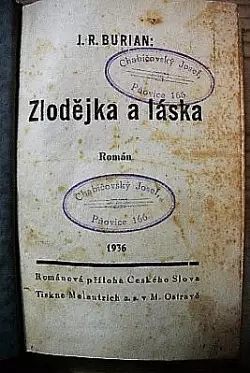 J. R. BURIAN:
Chabičovský Josef,
Pňovice 166.
Zlodějka a láska
Román
Chabičovský Josef,
Pňovice 166.
1936
Románová příloha Českého Slova
Tiskne Melantrich a. s. v M. Ostravě